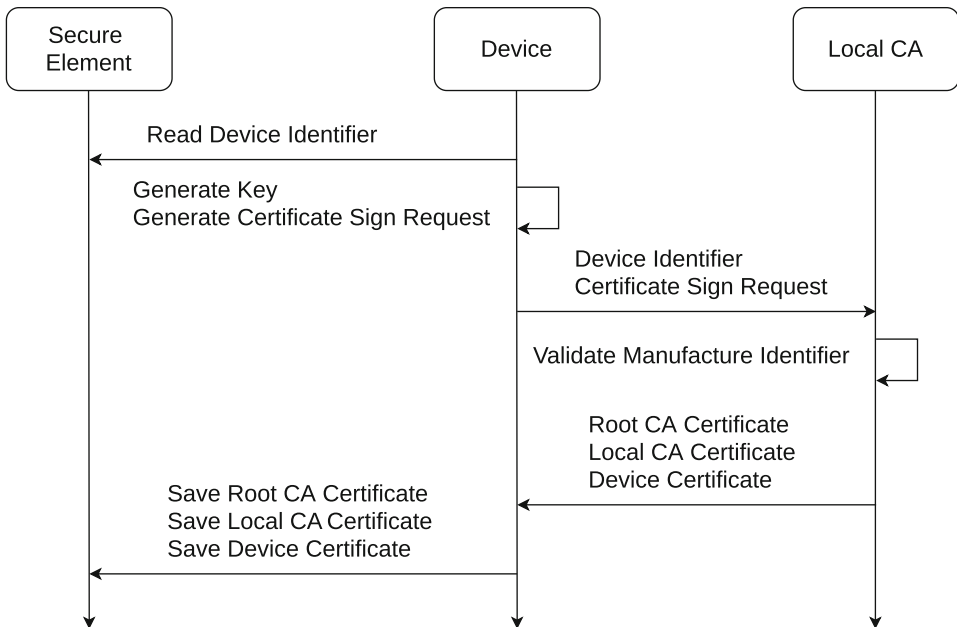 Secure
Element
Device
Local CA
Read Device Identifier
Generate Key
Generate Certificate Sign Request
Device Identifier
Certificate Sign Request
Validate Manufacture Identifier
Root CA Certificate
Local CA Certificate
Device Certificate
Save Root CA Certificate
Save Local CA Certificate
Save Device Certificate